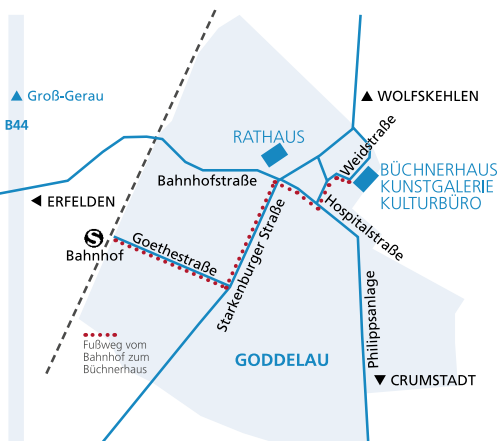 ▲ Groß-Gerau
B44
▲ WOLFSKEHLEN
RATHAUS
Weidstraße
BÜCHNERHAUS
KUNSTGALERIE
KULTURBÜRO
Bahnhofstraße
◀ ERFELDEN
Hospitalstraße
S
Bahnhof
Goethestraße
Starkenburger Straße
Fußweg vom
Bahnhof zum
Büchnerhaus
GODDELAU
Philippsanlage
▼ CRUMSTADT